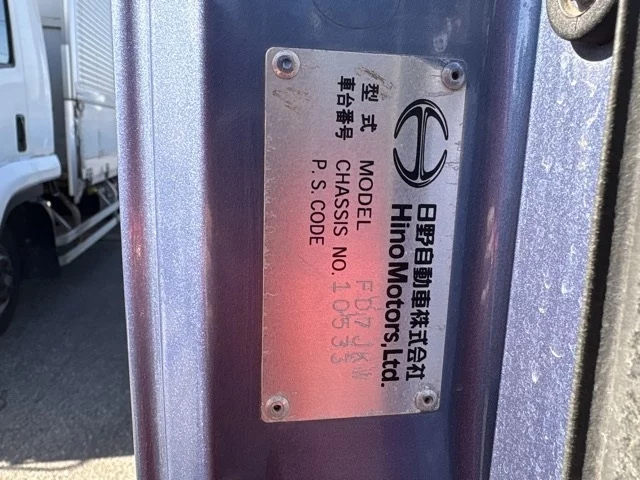 日野自動車株式会社
Hino Motors, Ltd.
型式 MODEL FD7JKW
車台番号 CHASSIS NO. 10533
P. S. CODE